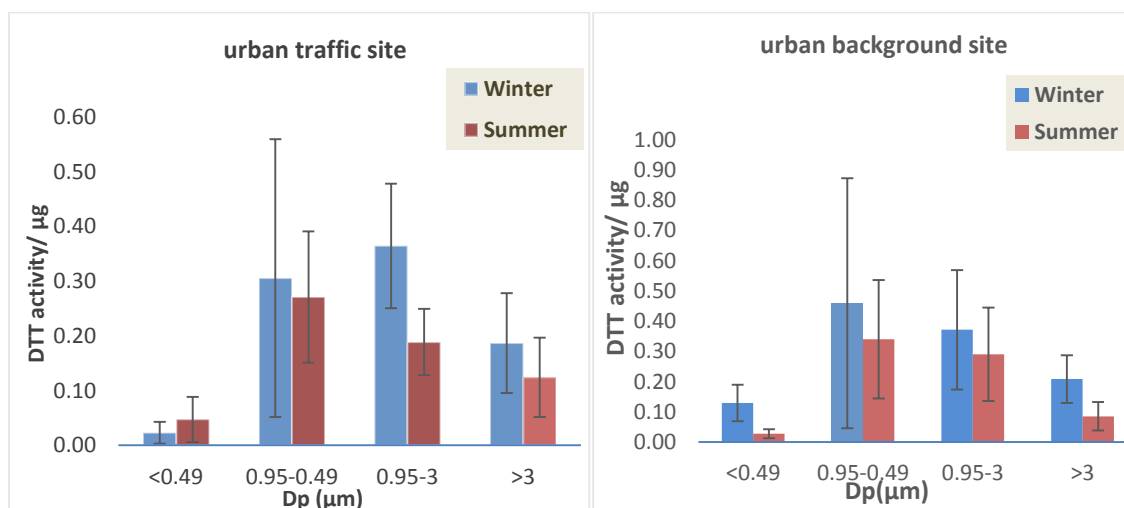 urban traffic site
Winter
Summer
0.60
0.50
0.40
0.30
0.20
0.10
0.00
DTT activity/ µg
<0.49
0.95-0.49
0.95-3
>3
Dp (µm)
urban background site
Winter
Summer
1.00
0.90
0.80
0.70
0.60
0.50
0.40
0.30
0.20
0.10
0.00
DTT activity/ µg
<0.49
0.95-0.49
0.95-3
>3
Dp(µm)